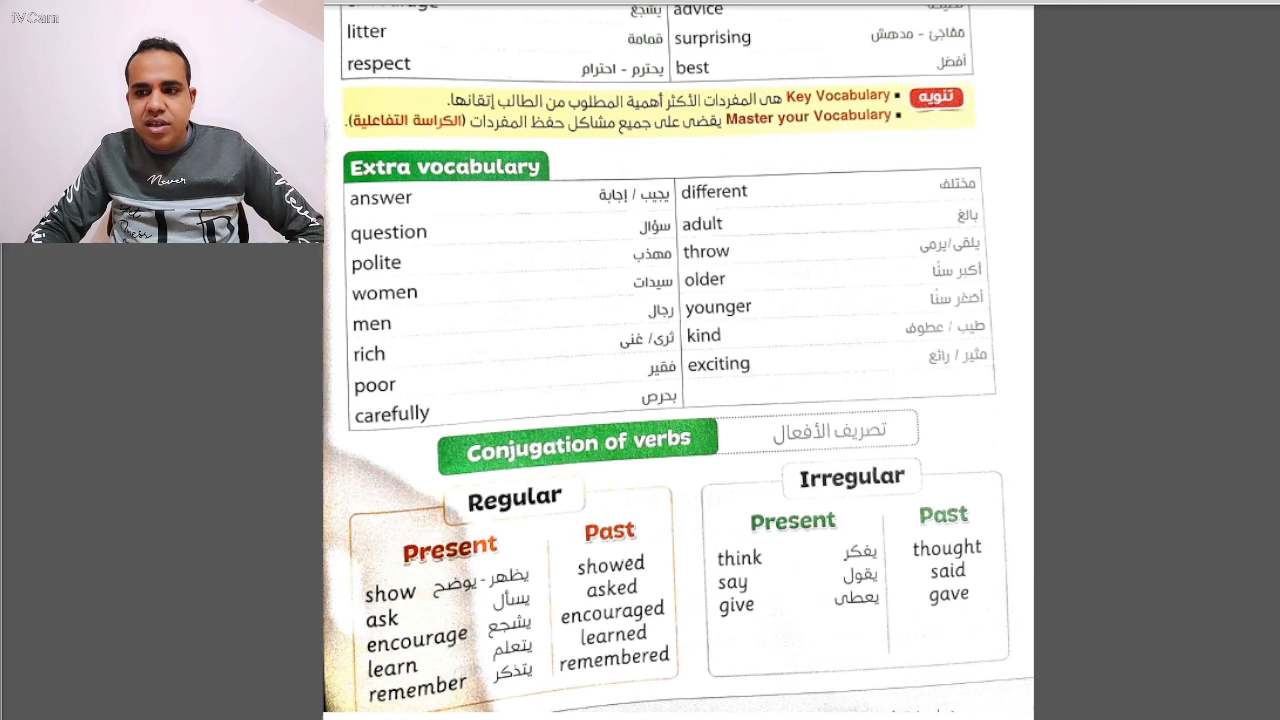 iVCam
Never
يشجع
advice
litter
قمامة
surprising
مفاجئ - مدهش
respect
يحترم - احترام
best
أفضل
تنويه
▪ Key Vocabulary هى المفردات الأكثر أهمية المطلوب من الطالب إتقانها.
▪ Master your Vocabulary يقضى على جميع مشاكل حفظ المفردات (الكراسة التفاعلية).
Extra vocabulary
answer يجيب / إجابة different مختلف
question سؤال adult بالغ
polite مهذب throw يلقى/يرمى
women سيدات older أكبر سنًا
men رجال younger أصغر سنًا
rich ثرى/ غنى kind طيب / عطوف
poor فقير exciting مثير / رائع
carefully بحرص
Conjugation of verbs تصريف الأفعال
Regular
Present Past
show يظهر - يوضح showed
ask يسأل asked
encourage يشجع encouraged
learn يتعلم learned
remember يتذكر remembered
Irregular
Present Past
think يفكر thought
say يقول said
give يعطى gave